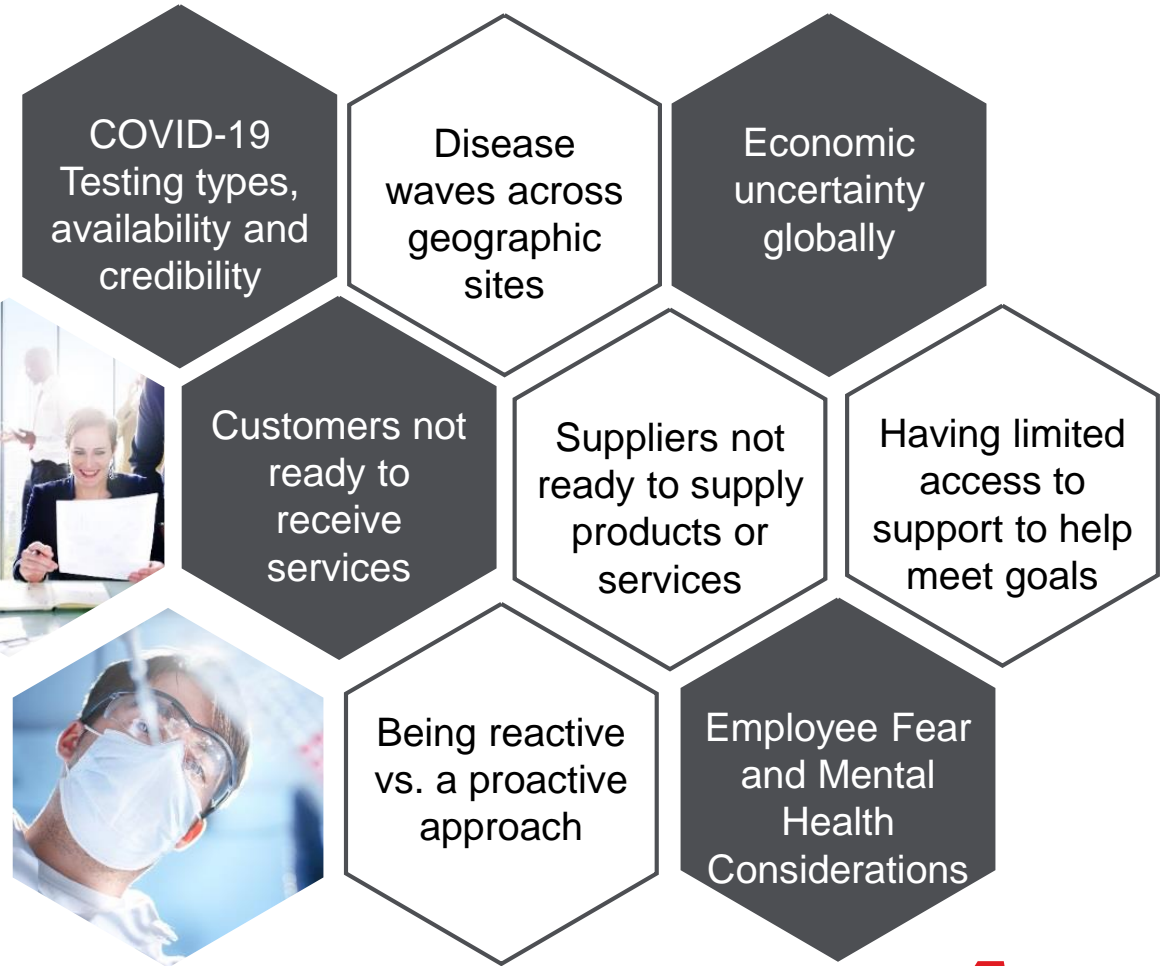 COVID-19
Testing types,
availability and
credibility
Disease
waves across
geographic
sites
Economic
uncertainty
globally
Customers not
ready to
receive
services
Suppliers not
ready to supply
products or
services
Having limited
access to
support to help
meet goals
Being reactive
vs. a proactive
approach
Employee Fear
and Mental
Health
Considerations